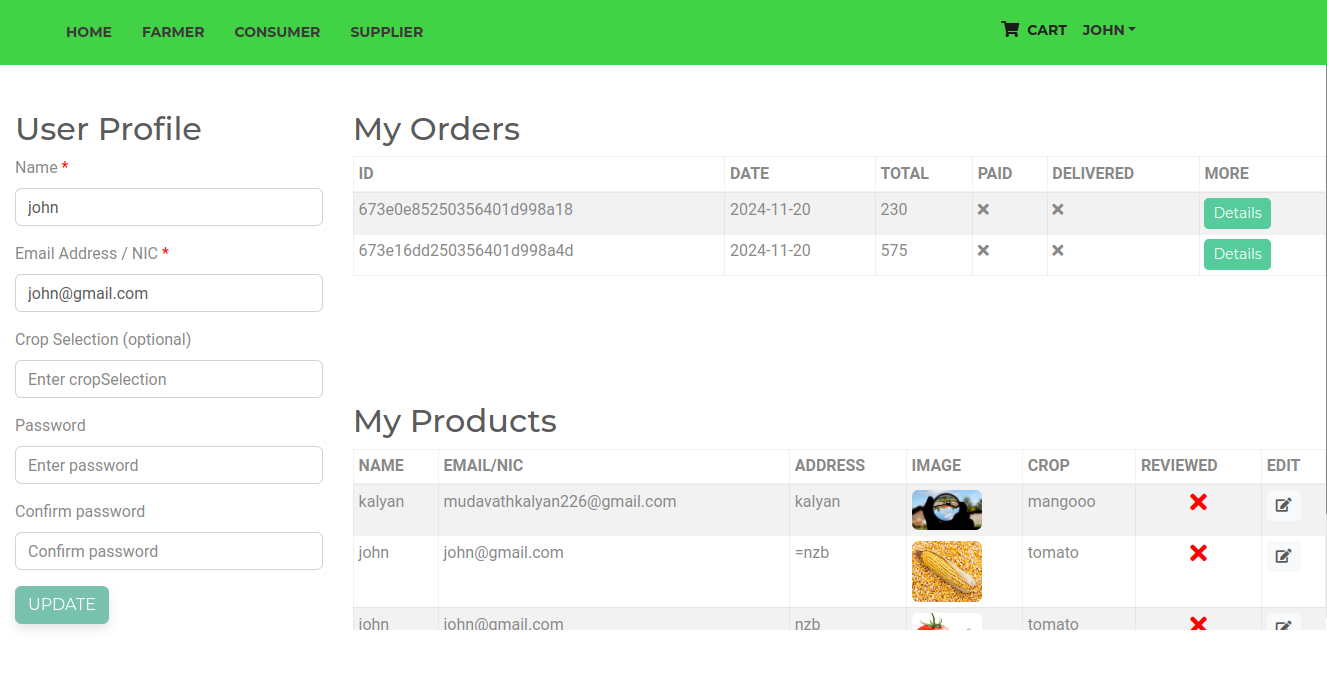 HOME FARMER CONSUMER SUPPLIER CART JOHN
User Profile
Name *
john
Email Address / NIC *
john@gmail.com
Crop Selection (optional)
Enter cropSelection
Password
Enter password
Confirm password
Confirm password
UPDATE
My Orders
ID DATE TOTAL PAID DELIVERED MORE
673e0e85250356401d998a18 2024-11-20 230 Details
673e16dd250356401d998a4d 2024-11-20 575 Details
My Products
NAME EMAIL/NIC ADDRESS IMAGE CROP REVIEWED EDIT
kalyan mudavathkalyan226@gmail.com kalyan mangooo
john john@gmail.com =nzb tomato
john john@gmail.com nzb tomato